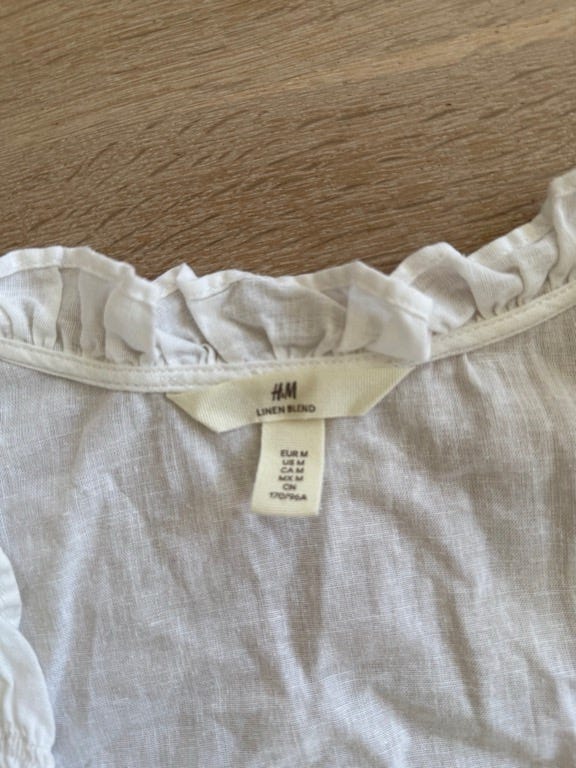 H&M
LINEN BLEND
EUR M
US M
CA M
MX M
CN
170/96A